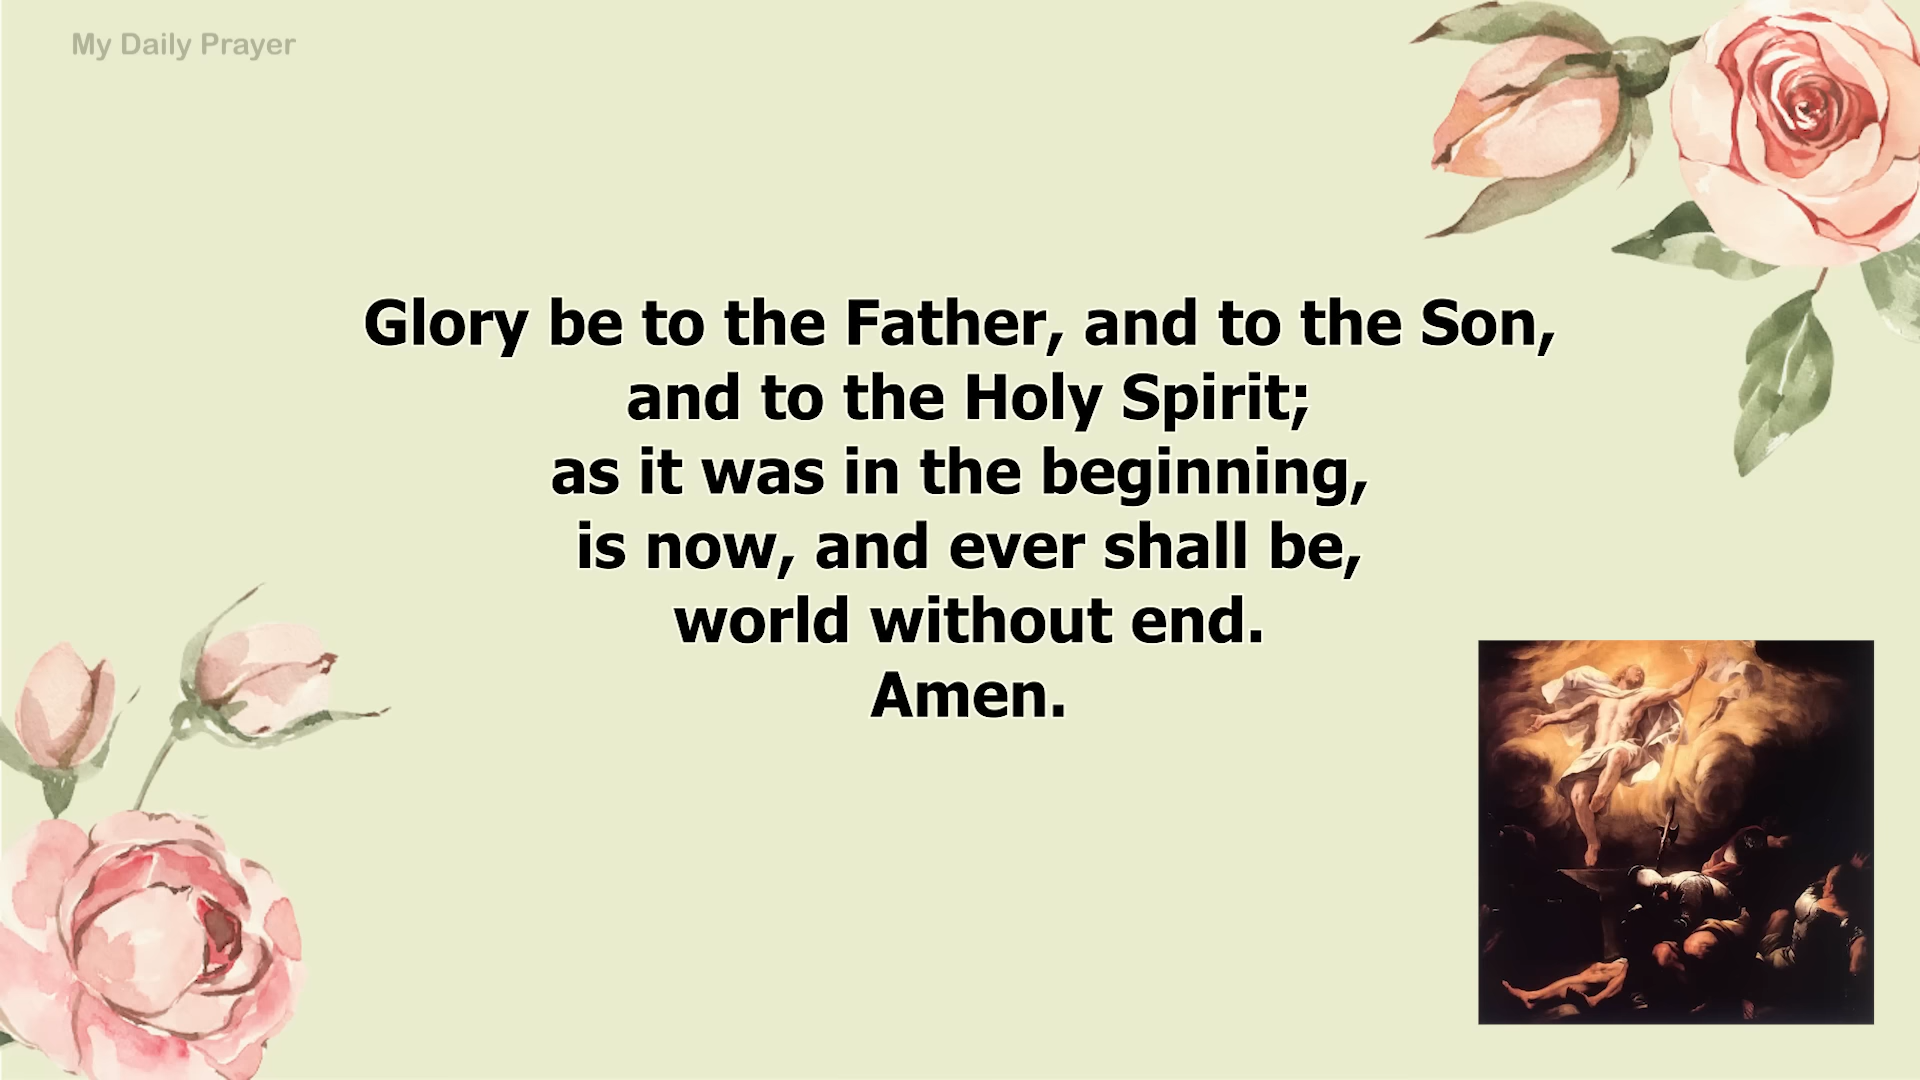 My Daily Prayer
Glory be to the Father, and to the Son,
and to the Holy Spirit;
as it was in the beginning,
is now, and ever shall be,
world without end.
Amen.